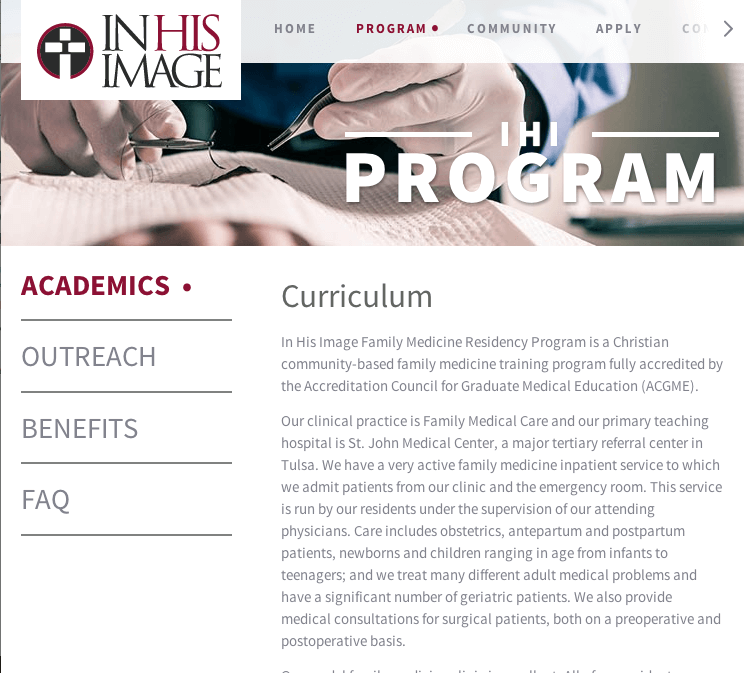 IN HIS
IMAGE
HOME
PROGRAM
COMMUNITY
APPLY
IHI
PROGRAM
ACADEMICS
OUTREACH
BENEFITS
FAQ
Curriculum
In His Image Family Medicine Residency Program is a Christian
community-based family medicine training program fully accredited by
the Accreditation Council for Graduate Medical Education (ACGME).
Our clinical practice is Family Medical Care and our primary teaching
hospital is St. John Medical Center, a major tertiary referral center in
Tulsa. We have a very active family medicine inpatient service to which
we admit patients from our clinic and the emergency room. This service
is run by our residents under the supervision of our attending
physicians. Care includes obstetrics, antepartum and postpartum
patients, newborns and children ranging in age from infants to
teenagers; and we treat many different adult medical problems and
have a significant number of geriatric patients. We also provide
medical consultations for surgical patients, both on a preoperative and
postoperative basis.